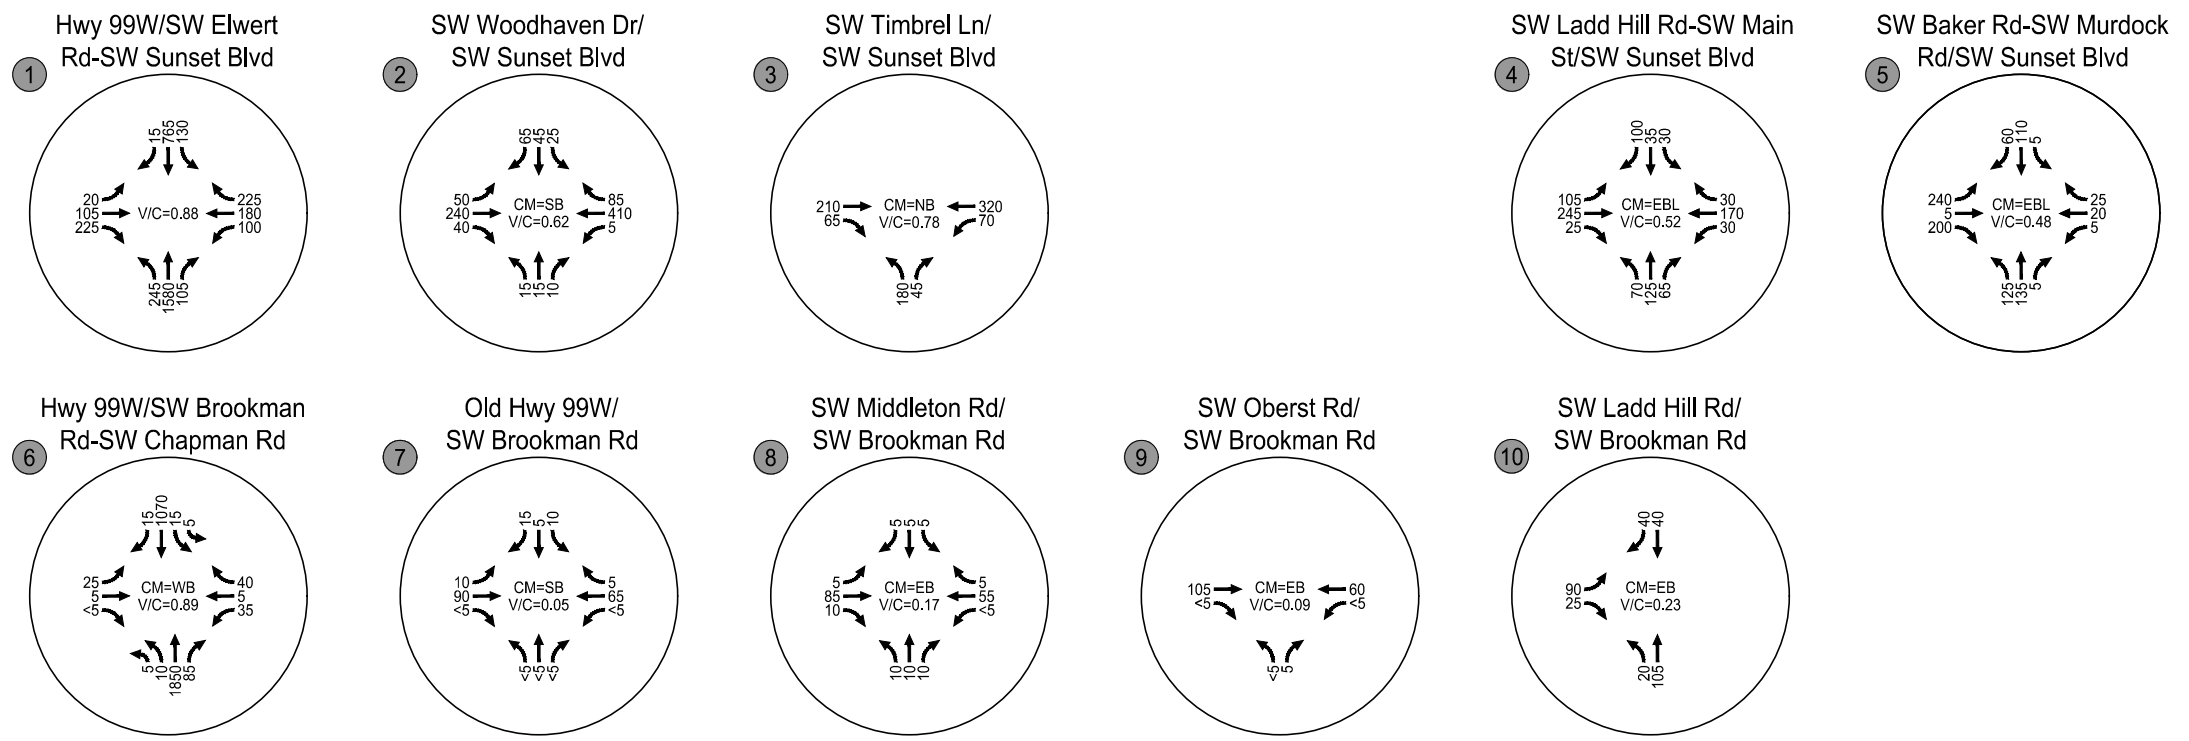 Hwy 99W/SW Elwert
Rd-SW Sunset Blvd
1
15
765
130
20
105
225
V/C=0.88
225
180
100
245
1580
105
SW Woodhaven Dr/
SW Sunset Blvd
2
65
45
25
50
240
40
CM=SB
V/C=0.62
85
410
5
15
15
10
SW Timbrel Ln/
SW Sunset Blvd
3
210
65
CM=NB
V/C=0.78
320
70
180
45
SW Ladd Hill Rd-SW Main
St/SW Sunset Blvd
4
100
35
30
105
245
25
CM=EBL
V/C=0.52
30
170
30
70
125
65
SW Baker Rd-SW Murdock
Rd/SW Sunset Blvd
5
60
110
5
240
5
200
CM=EBL
V/C=0.48
25
20
5
125
135
5
Hwy 99W/SW Brookman
Rd-SW Chapman Rd
6
15
1070
15
5
25
5
<5
CM=WB
V/C=0.89
40
5
35
5
10
1850
85
Old Hwy 99W/
SW Brookman Rd
7
15
5
10
10
90
<5
CM=SB
V/C=0.05
5
65
<5
<5
<5
<5
SW Middleton Rd/
SW Brookman Rd
8
5
5
5
5
85
10
CM=EB
V/C=0.17
5
55
<5
10
10
10
SW Oberst Rd/
SW Brookman Rd
9
105
<5
CM=EB
V/C=0.09
60
<5
<5
5
SW Ladd Hill Rd/
SW Brookman Rd
10
40
40
90
25
CM=EB
V/C=0.23
20
105